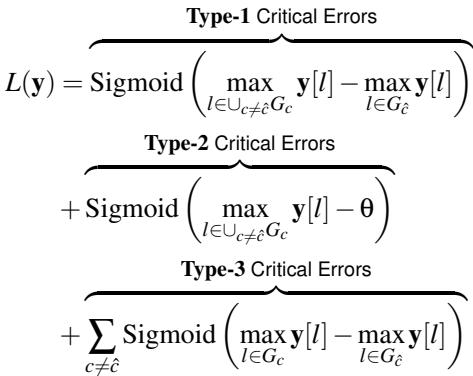 Type-1 Critical Errors
L(y) = Sigmoid ( max_{l∈∪_{c≠ĉ}G_c} y[l] − max_{l∈G_ĉ} y[l] )
Type-2 Critical Errors
+ Sigmoid ( max_{l∈∪_{c≠ĉ}G_c} y[l] − θ )
Type-3 Critical Errors
+ ∑_{c≠ĉ} Sigmoid ( max_{l∈G_c} y[l] − max_{l∈G_ĉ} y[l] )